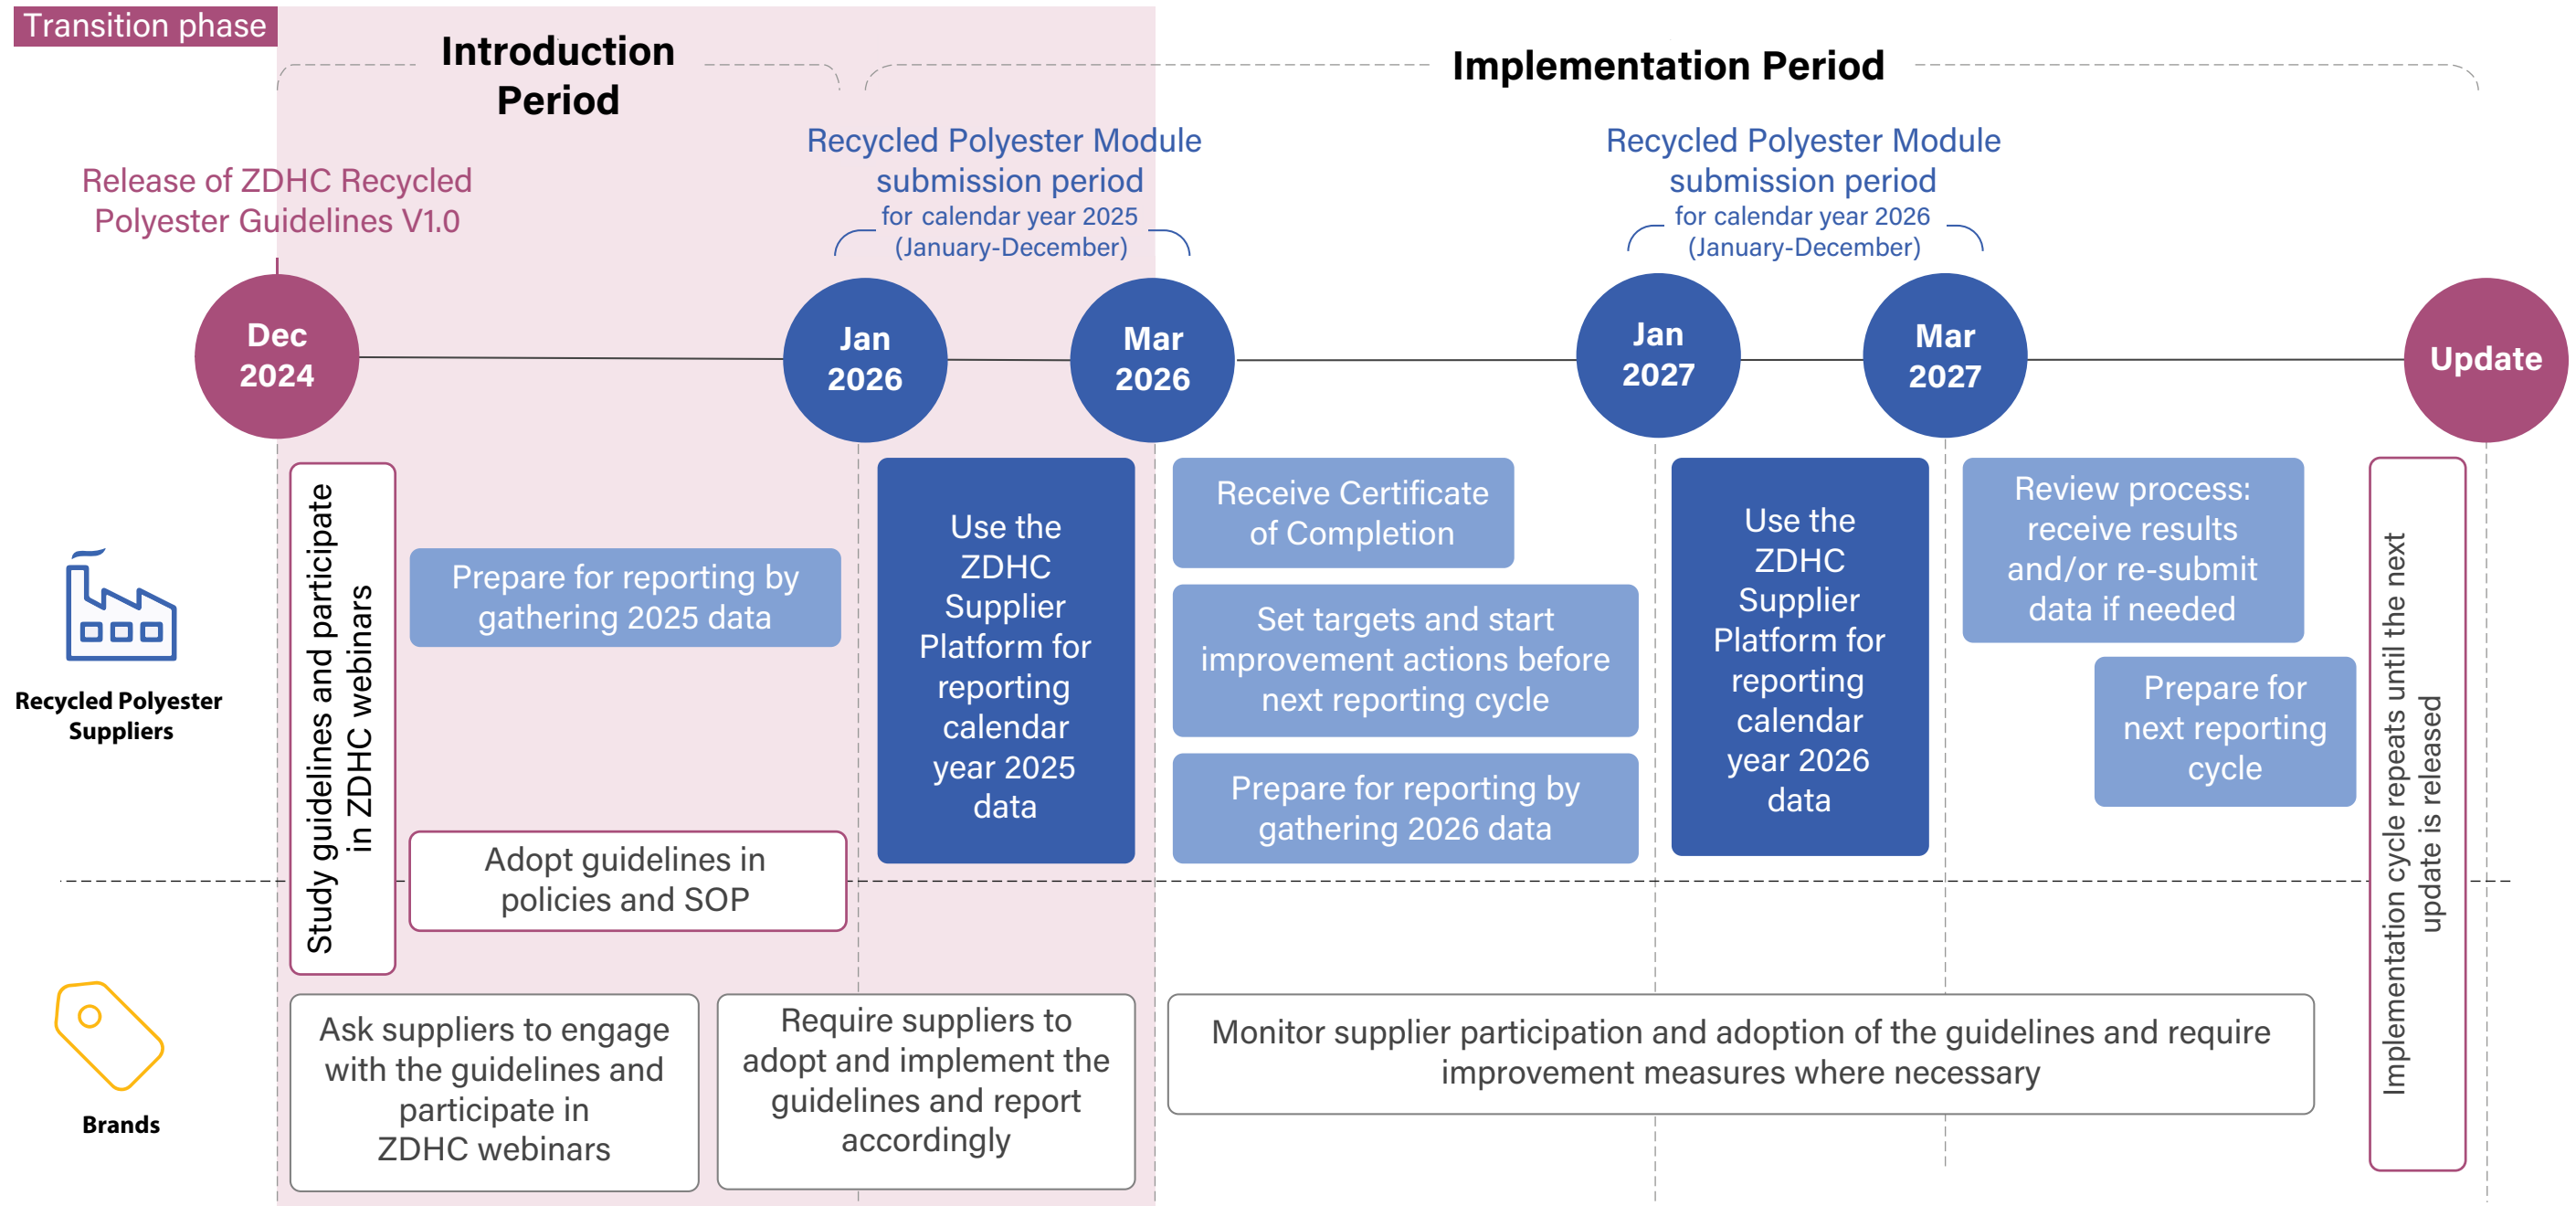 Transition phase
Introduction
Period
Implementation Period
Release of ZDHC Recycled
Polyester Guidelines V1.0
Recycled Polyester Module
submission period
for calendar year 2025
(January-December)
Recycled Polyester Module
submission period
for calendar year 2026
(January-December)
Dec
2024
Jan
2026
Mar
2026
Jan
2027
Mar
2027
Update
Recycled Polyester
Suppliers
Study guidelines and participate
in ZDHC webinars
Prepare for reporting by
gathering 2025 data
Adopt guidelines in
policies and SOP
Use the
ZDHC
Supplier
Platform for
reporting
calendar
year 2025
data
Receive Certificate
of Completion
Set targets and start
improvement actions before
next reporting cycle
Prepare for reporting by
gathering 2026 data
Use the
ZDHC
Supplier
Platform for
reporting
calendar
year 2026
data
Review process:
receive results
and/or re-submit
data if needed
Prepare for
next reporting
cycle
Implementation cycle repeats until the next
update is released
Brands
Ask suppliers to engage
with the guidelines and
participate in
ZDHC webinars
Require suppliers to
adopt and implement the
guidelines and report
accordingly
Monitor supplier participation and adoption of the guidelines and require
improvement measures where necessary